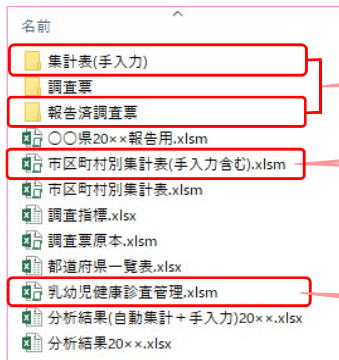 名前
集計表(手入力)
調査票
報告済調査票
〇〇県20××報告用.xlsm
市区町村別集計表(手入力含む).xlsm
市区町村別集計表.xlsm
調査指標.xlsx
調査票原本.xlsm
都道府県一覧表.xlsx
乳幼児健康診査管理.xlsm
分析結果(自動集計＋手入力)20××.xlsx
分析結果20××.xlsx